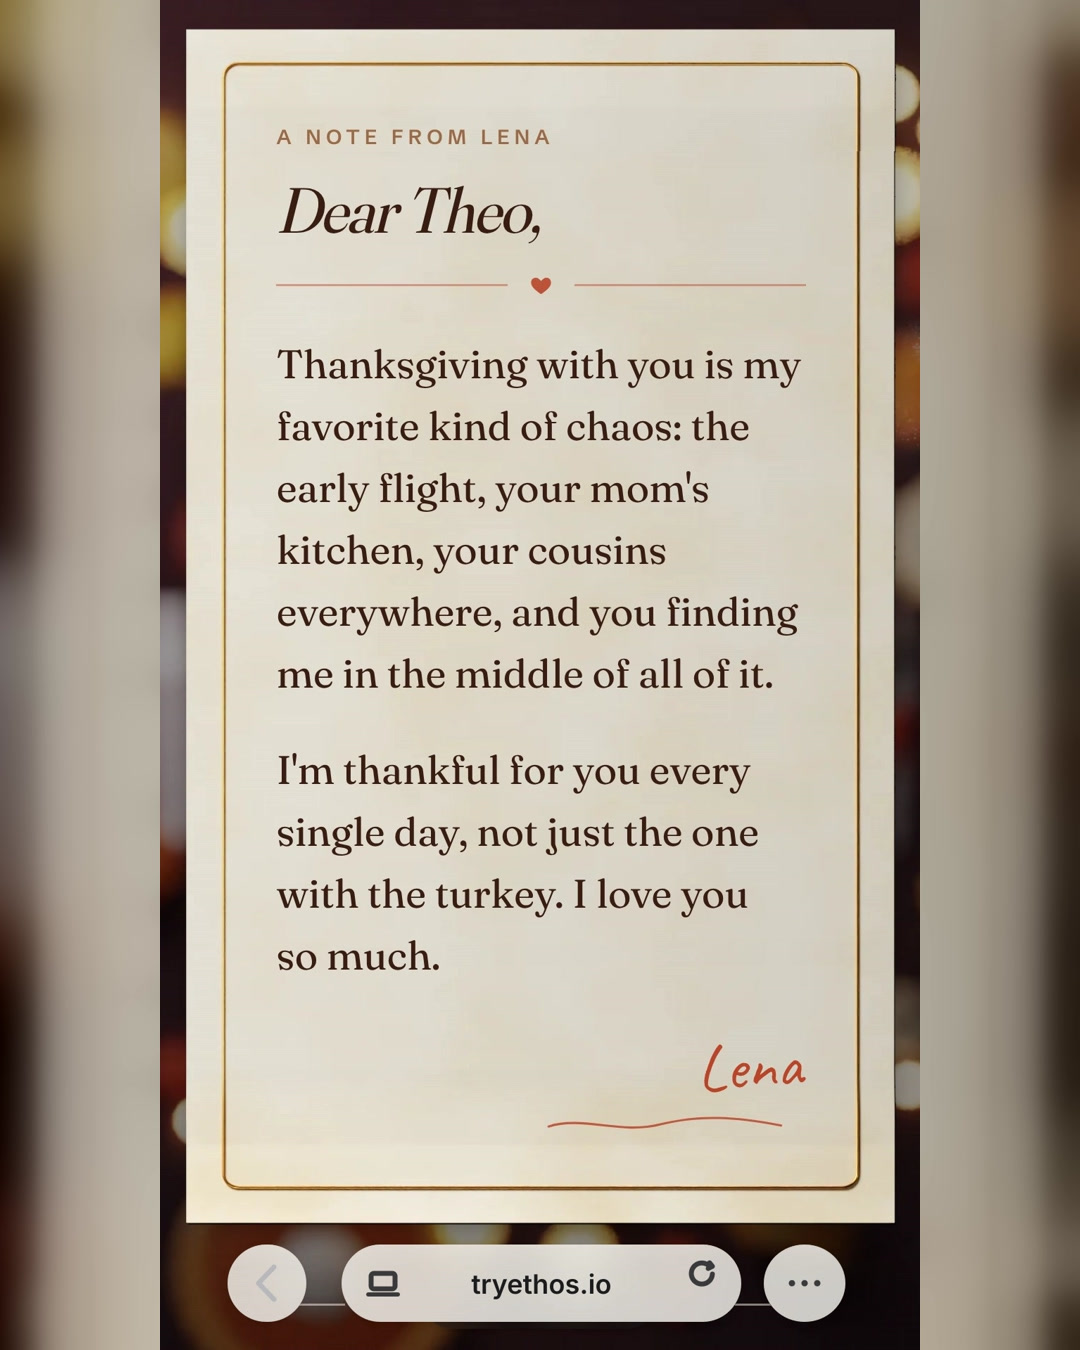 A NOTE FROM LENA
Dear Theo,
Thanksgiving with you is my
favorite kind of chaos: the
early flight, your mom's
kitchen, your cousins
everywhere, and you finding
me in the middle of all of it.
I'm thankful for you every
single day, not just the one
with the turkey. I love you
so much.
Lena
tryethos.io